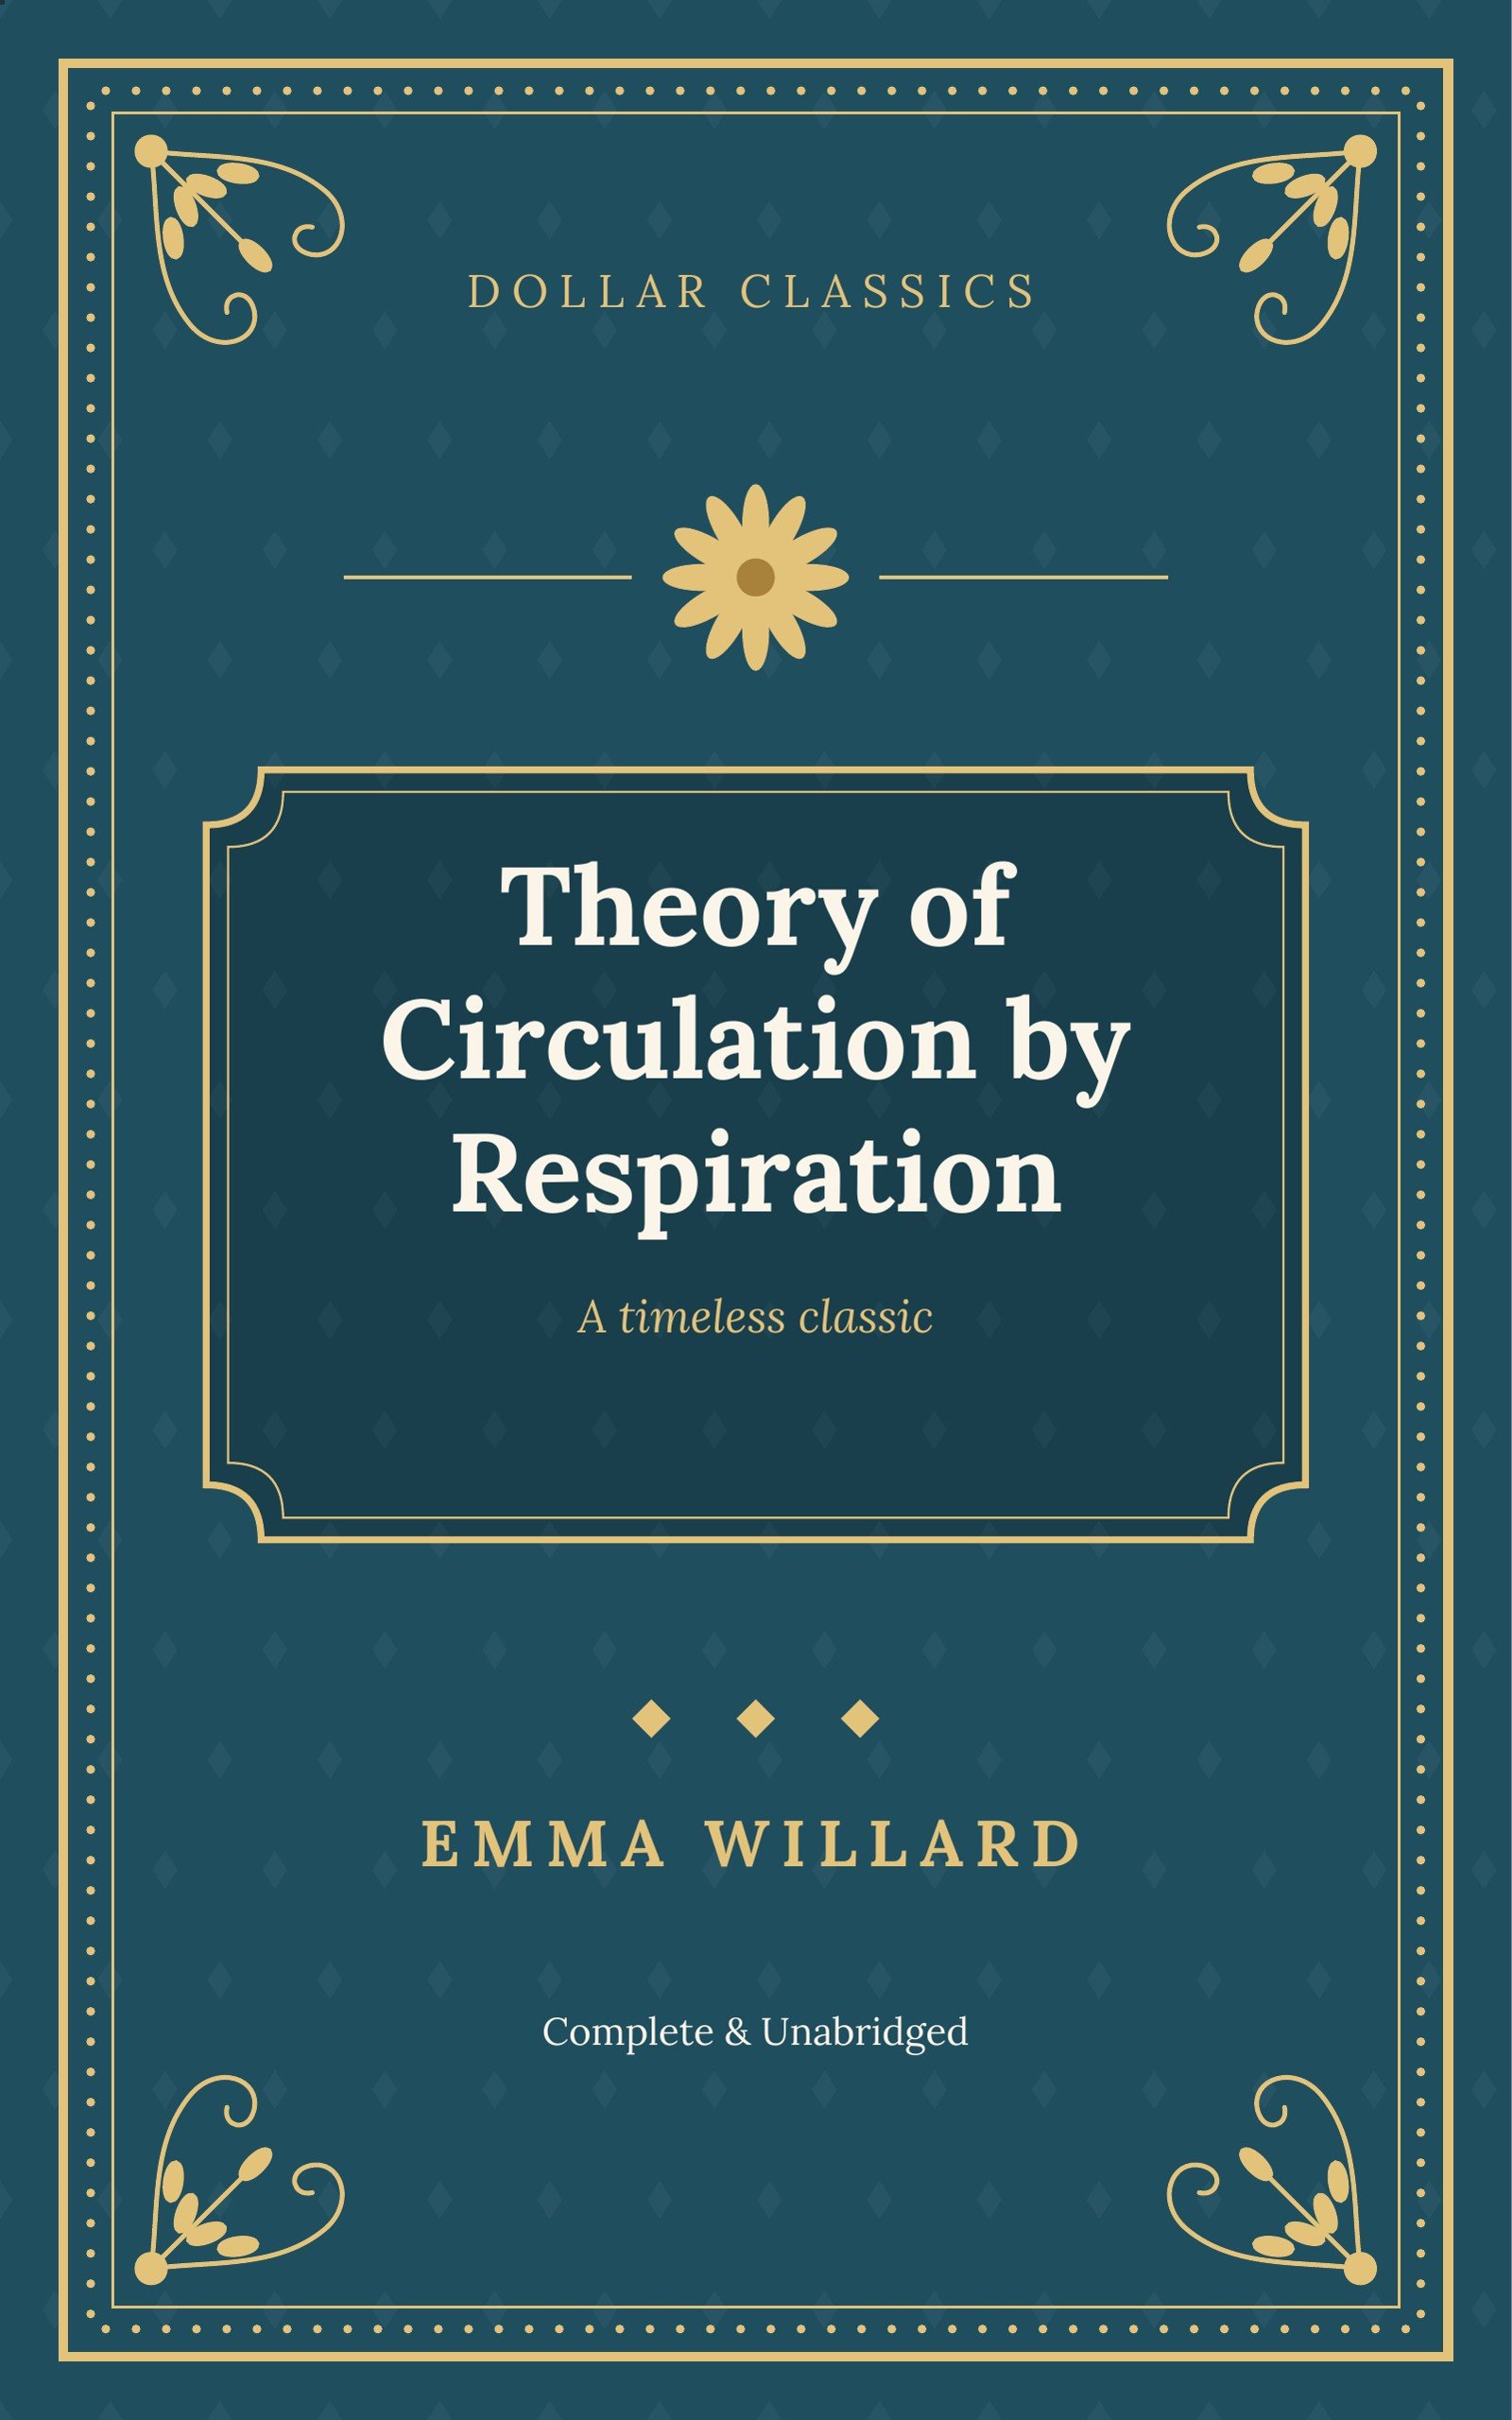 DOLLAR CLASSICS
Theory of
Circulation by
Respiration
A timeless classic
EMMA WILLARD
Complete & Unabridged